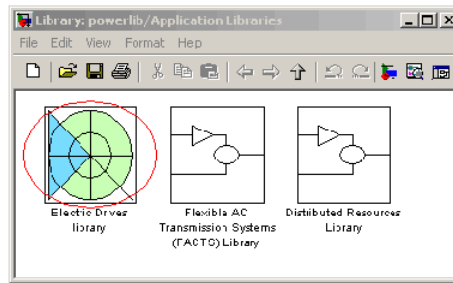 Library: powerlib/Application Libraries
File Edit View Format Help
Electric Drives
library
Flexible AC
Transmission Systems
(FACTS) Library
Distributed Resources
Library